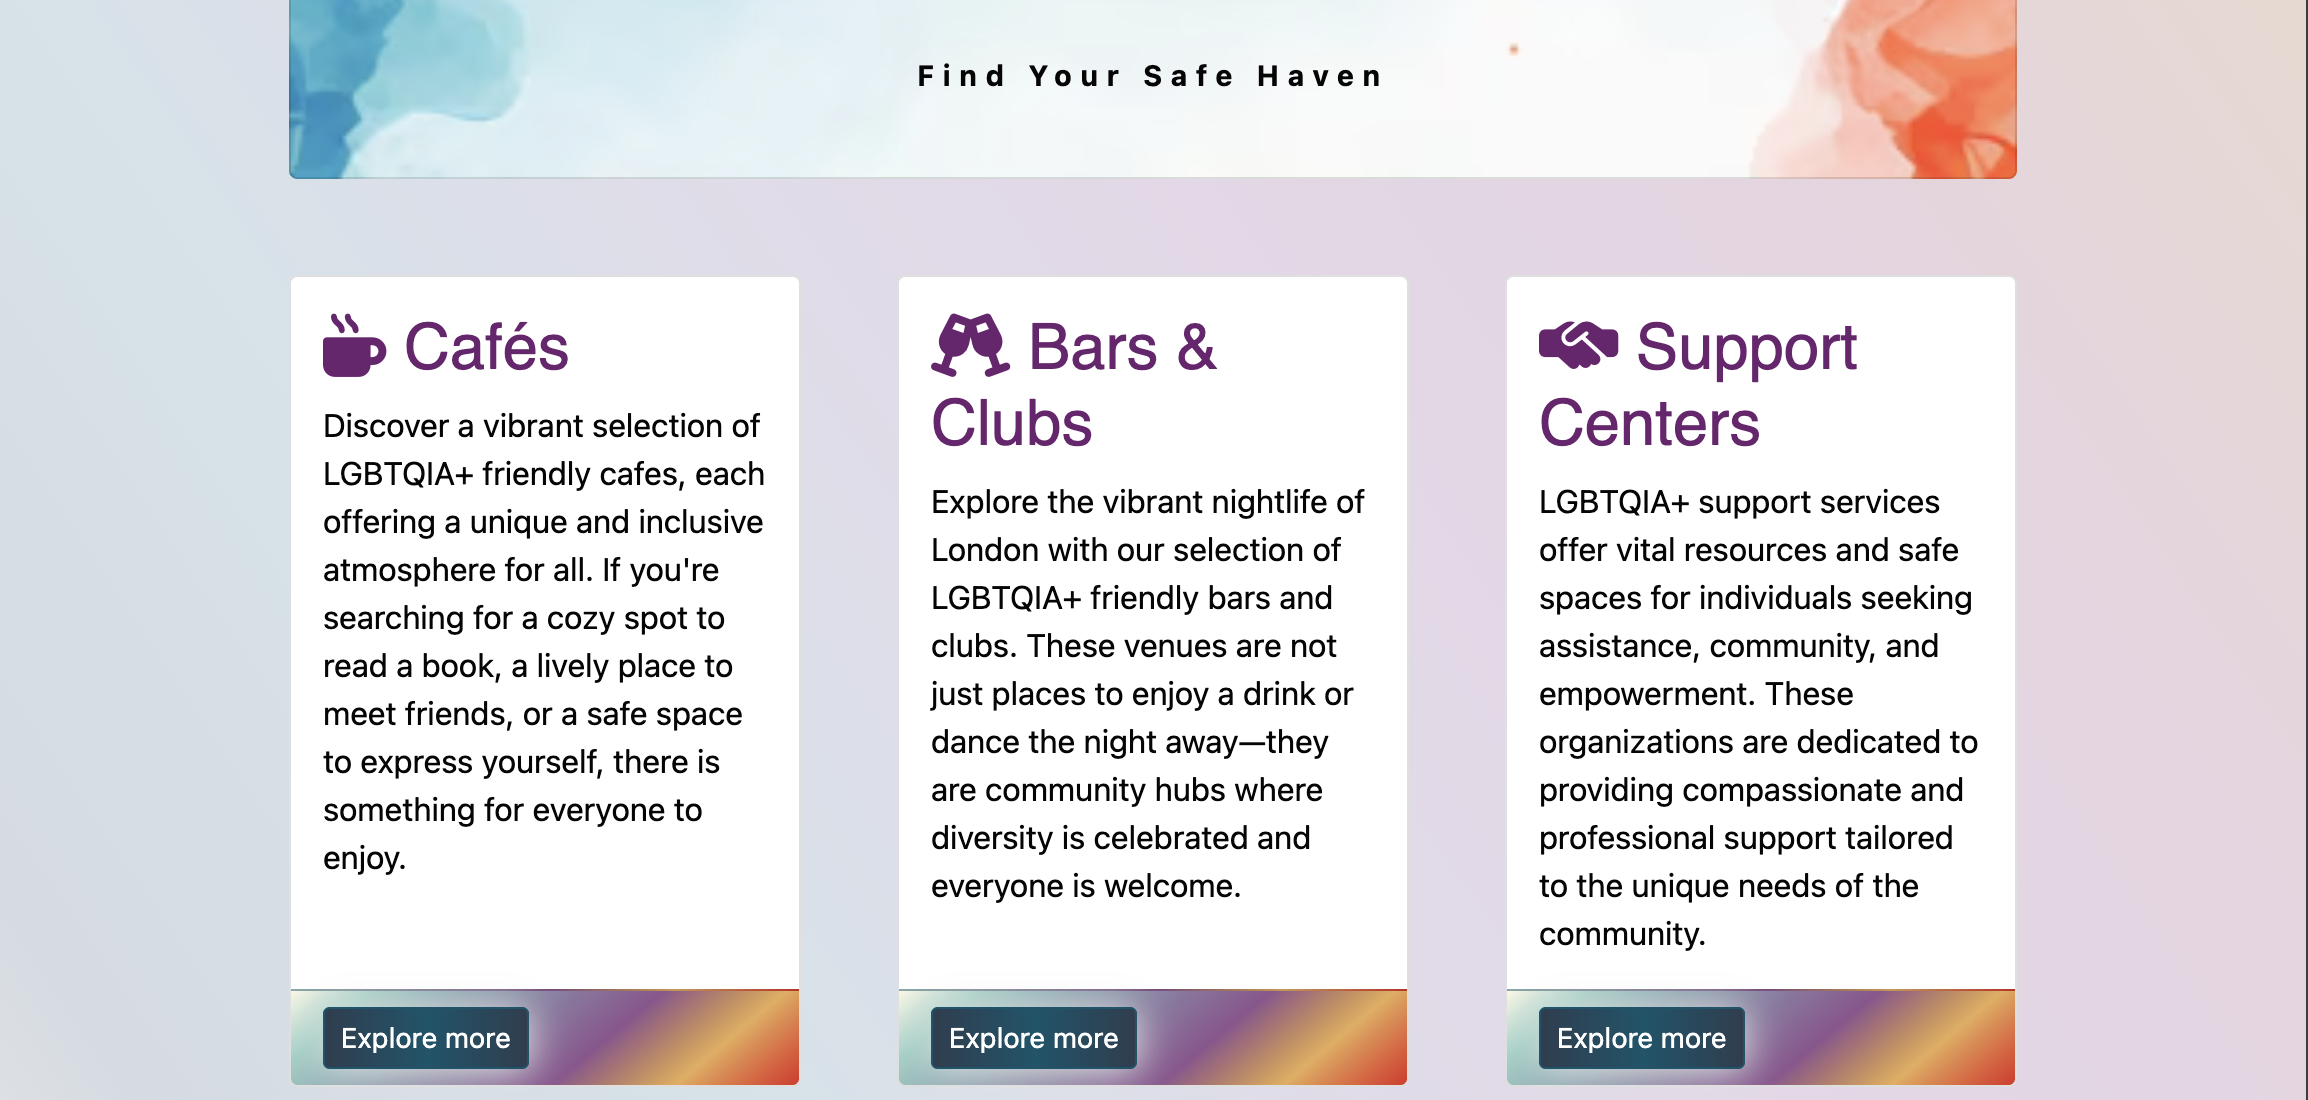 Find Your Safe Haven
Cafés
Discover a vibrant selection of
LGBTQIA+ friendly cafes, each
offering a unique and inclusive
atmosphere for all. If you're
searching for a cozy spot to
read a book, a lively place to
meet friends, or a safe space
to express yourself, there is
something for everyone to
enjoy.
Explore more
Bars &
Clubs
Explore the vibrant nightlife of
London with our selection of
LGBTQIA+ friendly bars and
clubs. These venues are not
just places to enjoy a drink or
dance the night away—they
are community hubs where
diversity is celebrated and
everyone is welcome.
Explore more
Support
Centers
LGBTQIA+ support services
offer vital resources and safe
spaces for individuals seeking
assistance, community, and
empowerment. These
organizations are dedicated to
providing compassionate and
professional support tailored
to the unique needs of the
community.
Explore more